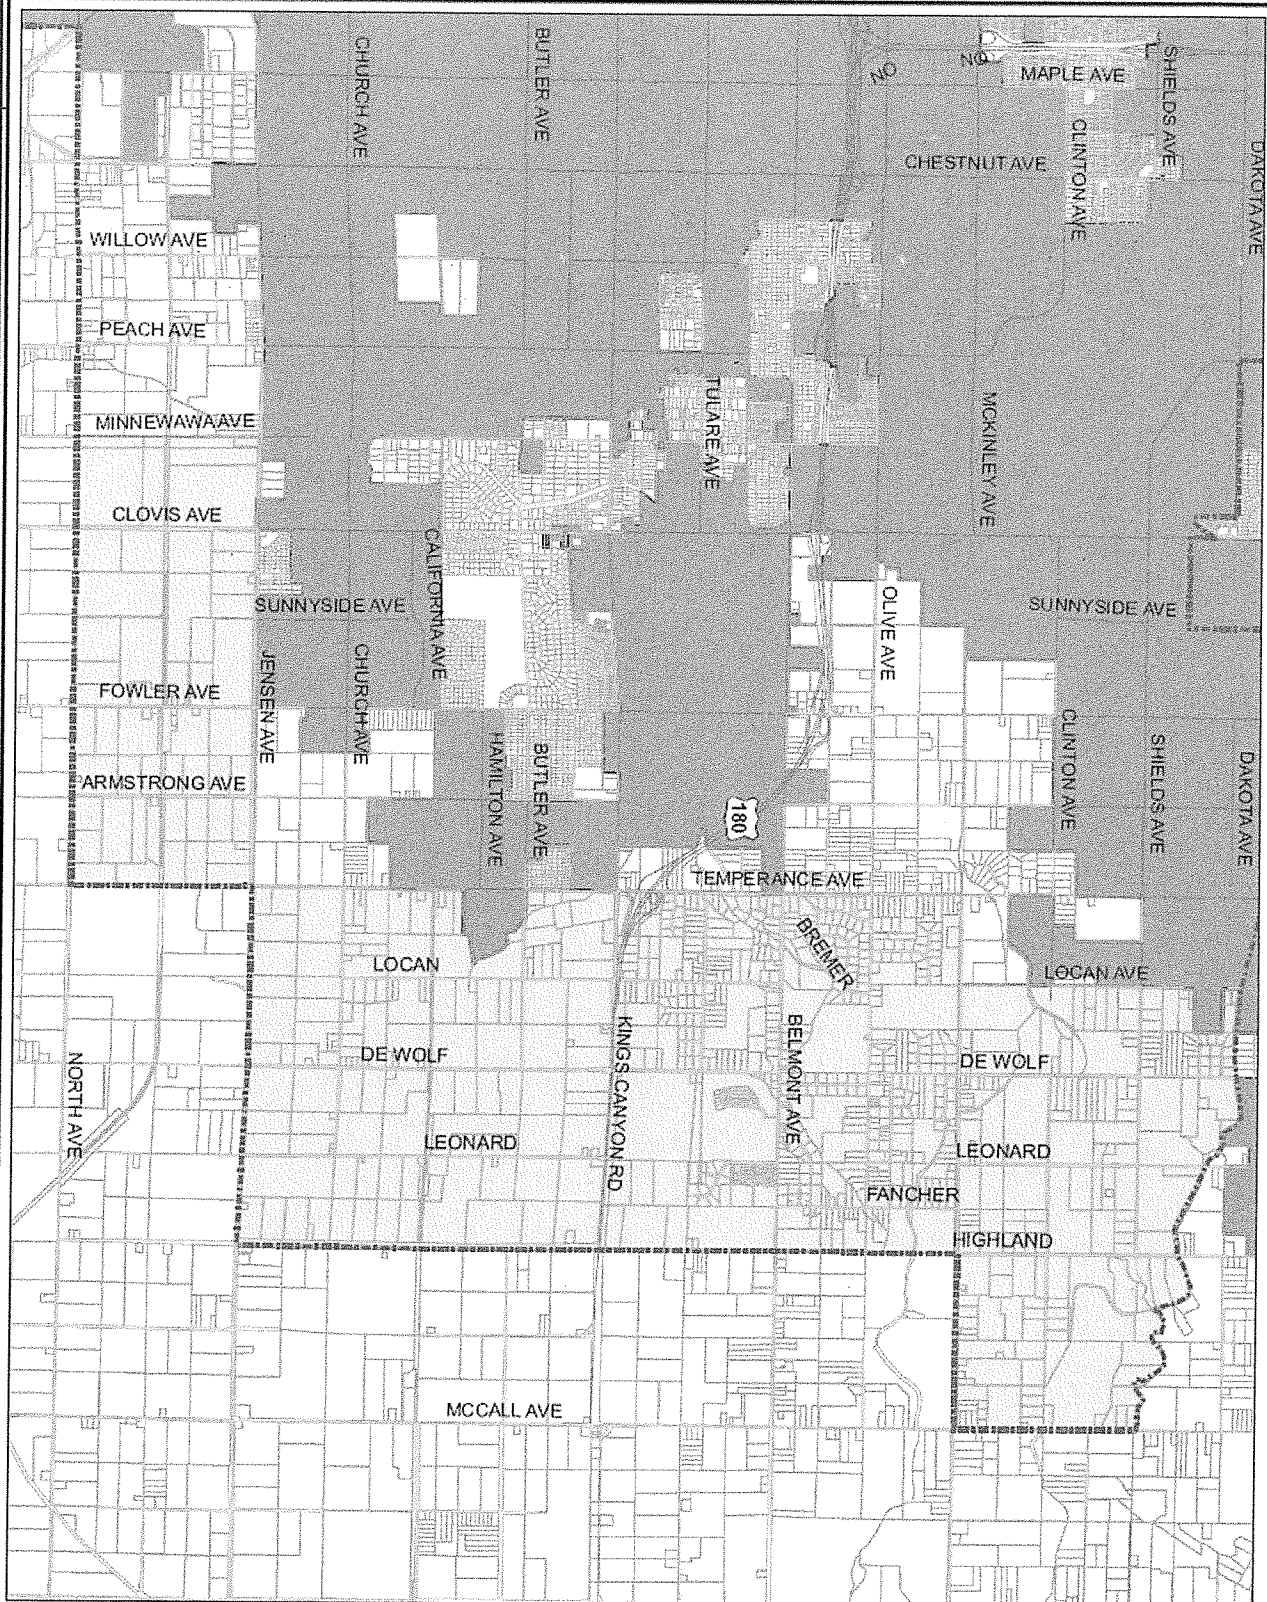 CHURCH AVE
BUTLER AVE
NO
NO
MAPLE AVE
SHIELDS AVE
CLINTON AVE
CHESTNUT AVE
DAKOTA AVE
WILLOW AVE
PEACH AVE
MINNEWAWA AVE
TULARE AVE
MCKINLEY AVE
CLOVIS AVE
CALIFORNIA AVE
SUNNYSIDE AVE
OLIVE AVE
SUNNYSIDE AVE
FOWLER AVE
JENSEN AVE
CHURCH AVE
ARMSTRONG AVE
HAMILTON AVE
BUTLER AVE
180
CLINTON AVE
SHIELDS AVE
DAKOTA AVE
TEMPERANCE AVE
BREMER
LOCAN
LOCAN AVE
KINGS CANYON RD
BELMONT AVE
DE WOLF
DE WOLF
NORTH AVE
LEONARD
LEONARD
FANCHER
HIGHLAND
MCCALL AVE